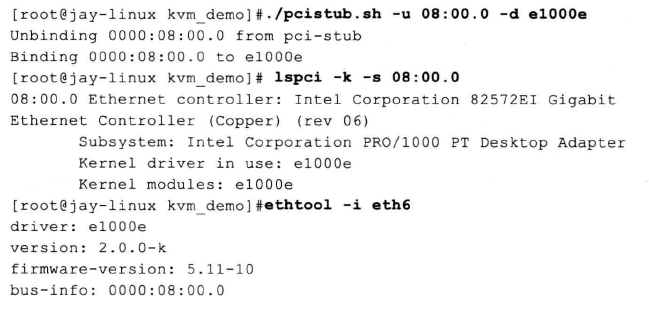 [root@jay-linux kvm_demo]#./pcistub.sh -u 08:00.0 -d e1000e
Unbinding 0000:08:00.0 from pci-stub
Binding 0000:08:00.0 to e1000e
[root@jay-linux kvm_demo]# lspci -k -s 08:00.0
08:00.0 Ethernet controller: Intel Corporation 82572EI Gigabit
Ethernet Controller (Copper) (rev 06)
Subsystem: Intel Corporation PRO/1000 PT Desktop Adapter
Kernel driver in use: e1000e
Kernel modules: e1000e
[root@jay-linux kvm_demo]#ethtool -i eth6
driver: e1000e
version: 2.0.0-k
firmware-version: 5.11-10
bus-info: 0000:08:00.0